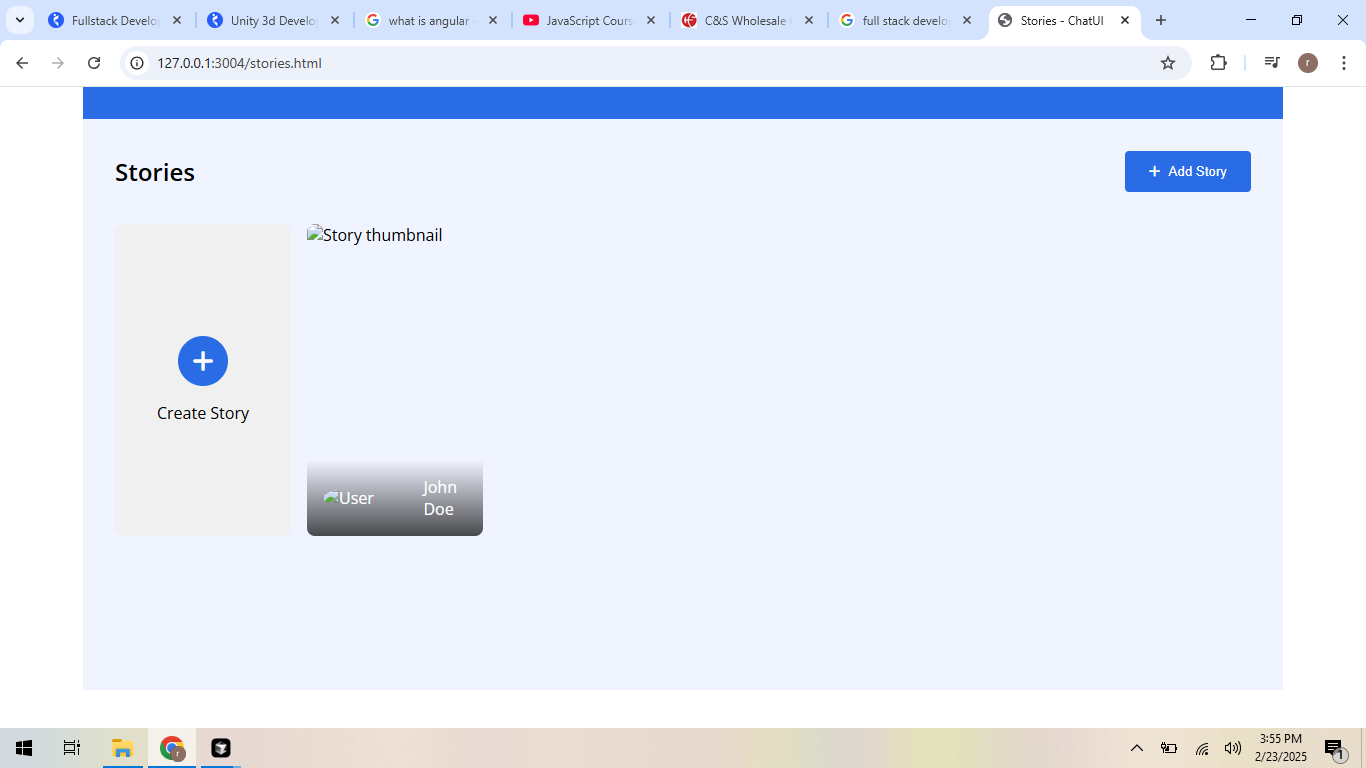 Fullstack Develo
Unity 3d Develo
what is angular -
JavaScript Cours
C&S Wholesale
full stack develo
Stories - ChatUI
127.0.0.1:3004/stories.html
r
Stories
Add Story
Create Story
Story thumbnail
User
John
Doe
r
3:55 PM
2/23/2025
1